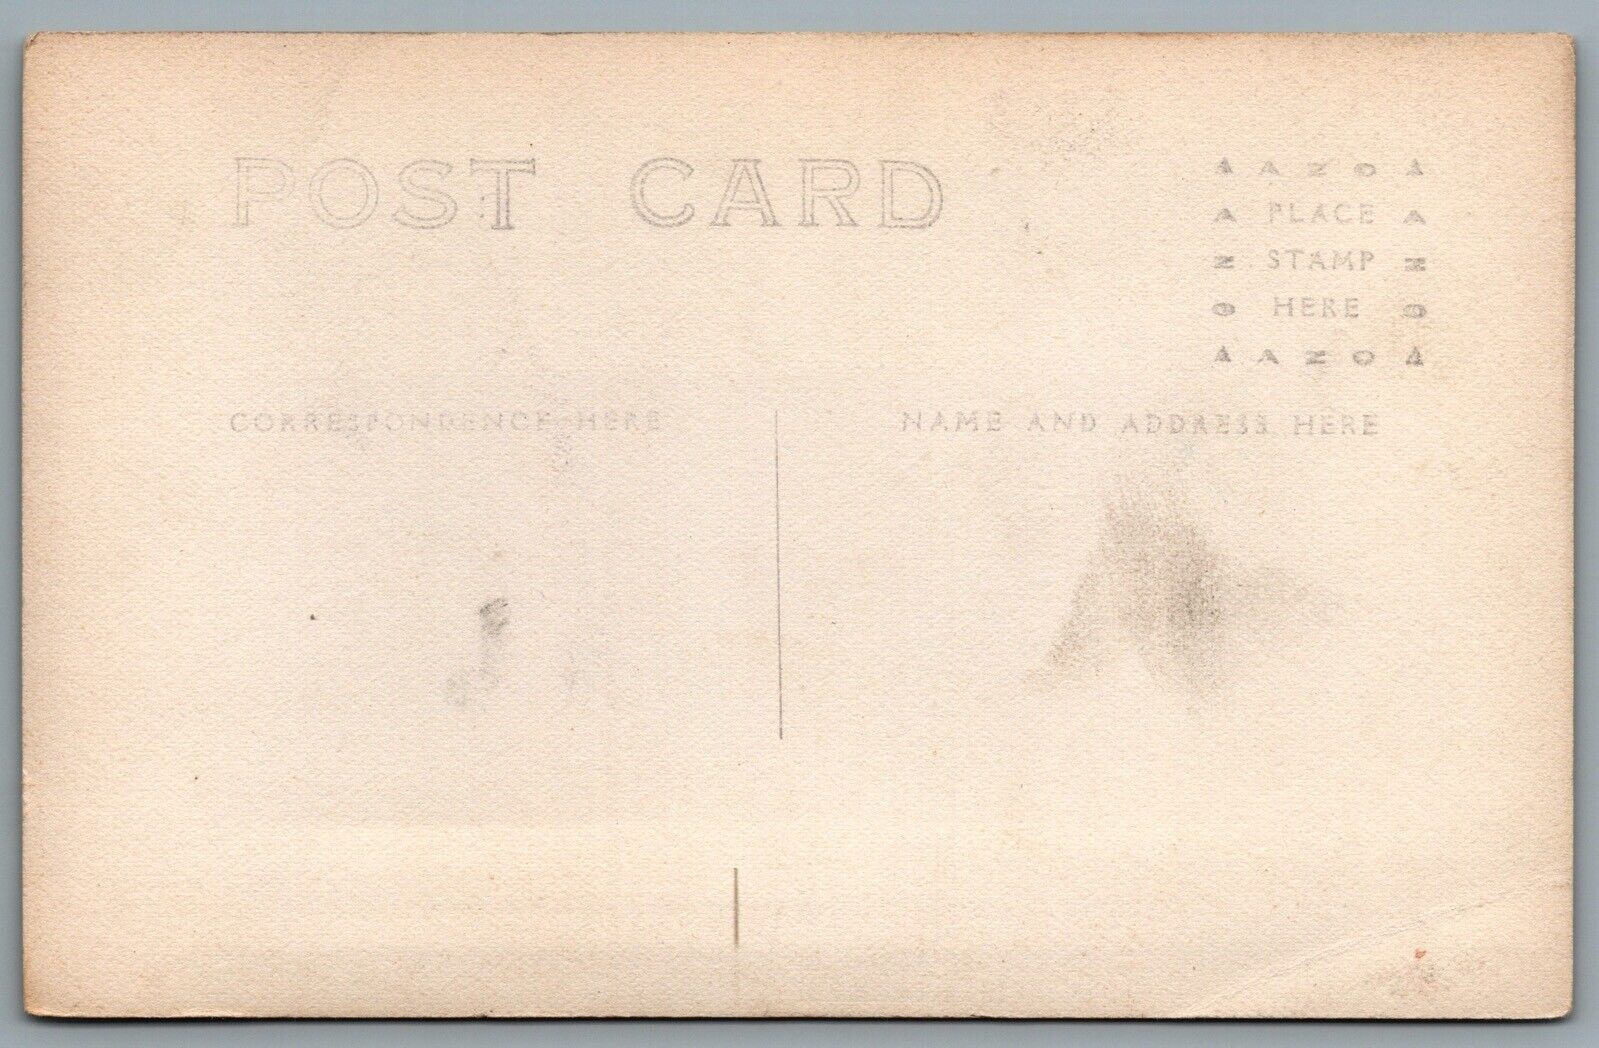 POST CARD
▲ AZO ▲
A PLACE A
Z STAMP Z
O HERE O
▲ AZO ▲
CORRESPONDENCE HERE
NAME AND ADDRESS HERE